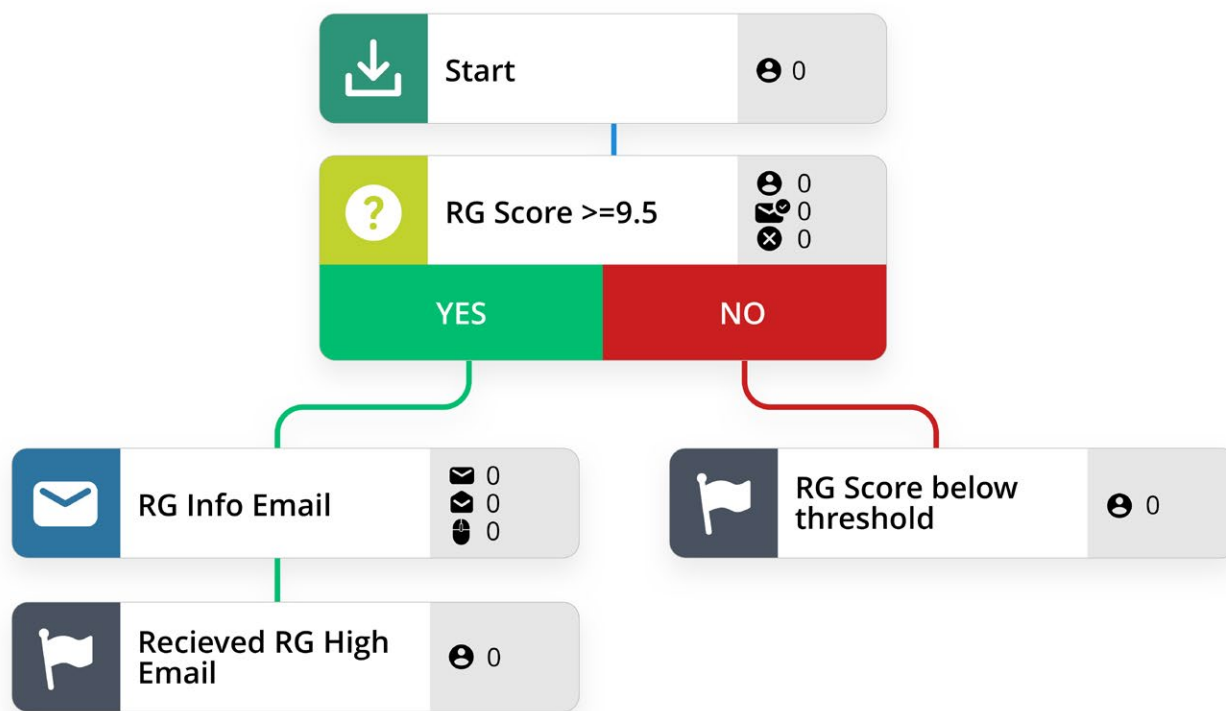 Start
0
RG Score >=9.5
0
0
0
YES
NO
RG Info Email
0
0
0
RG Score below
threshold
0
Recieved RG High
Email
0